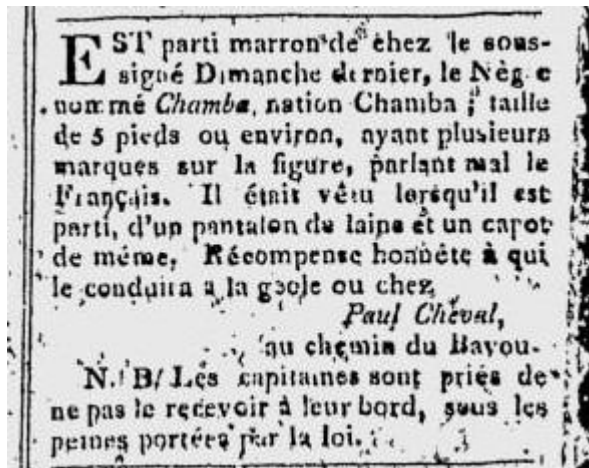 EST parti marron de chez le sous-
signé Dimanche dernier, le Nègre
nommé Chamba, nation Chamba ; taille
de 5 pieds ou environ, ayant plusieurs
marques sur la figure, parlant mal le
Français. Il était vêtu lorsqu'il est
parti, d'un pantalon de laine et un capot
de même. Récompense honnête à qui
le conduira a la geole ou chez
Paul Cheval,
au chemin du Bayou.
N. B/ Les capitaines sont priés de
ne pas le recevoir à leur bord, sous les
peines portées par la loi.